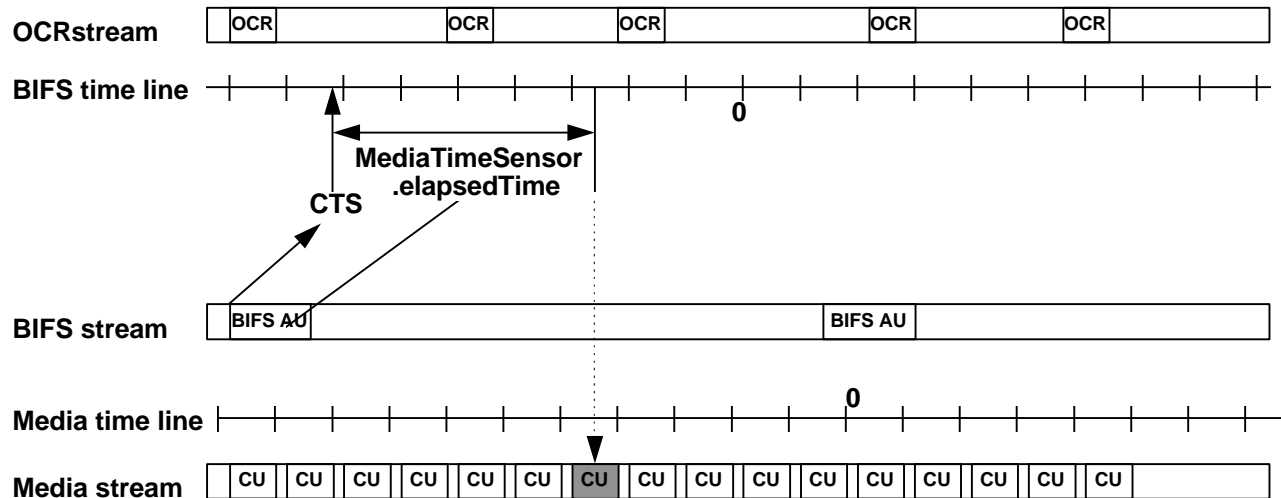 OCRstream OCR OCR OCR OCR OCR
BIFS time line
0
MediaTimeSensor
.elapsedTime
CTS
BIFS stream BIFS AU BIFS AU
0
Media time line
Media stream CU CU CU CU CU CU CU CU CU CU CU CU CU CU CU CU